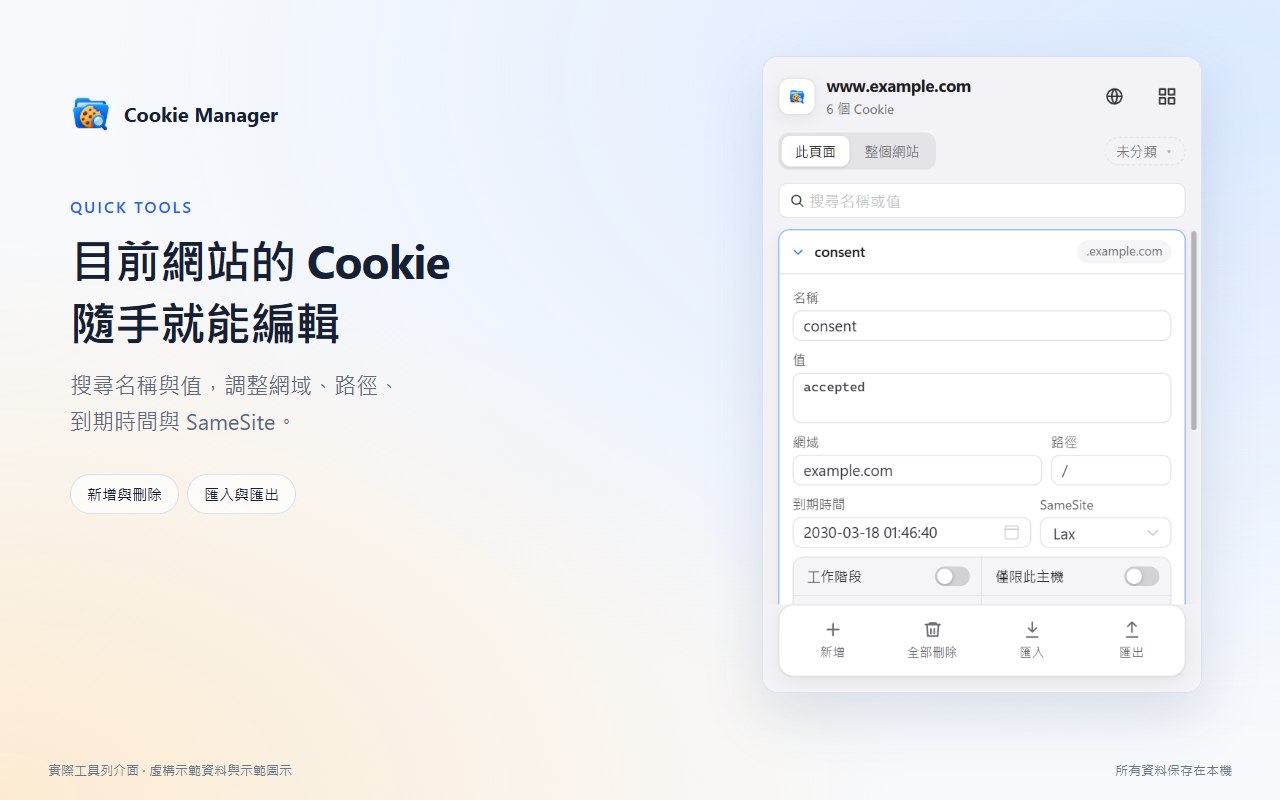 Cookie Manager
QUICK TOOLS
目前網站的 Cookie
隨手就能編輯
搜尋名稱與值，調整網域、路徑、
到期時間與 SameSite。
新增與刪除
匯入與匯出
www.example.com
6 個 Cookie
此頁面
整個網站
未分類
搜尋名稱或值
consent
.example.com
名稱
consent
值
accepted
網域
路徑
example.com
/
到期時間
SameSite
2030-03-18 01:46:40
Lax
工作階段
僅限此主機
新增
全部刪除
匯入
匯出
實際工具列介面 · 虛構示範資料與示範圖示
所有資料保存在本機